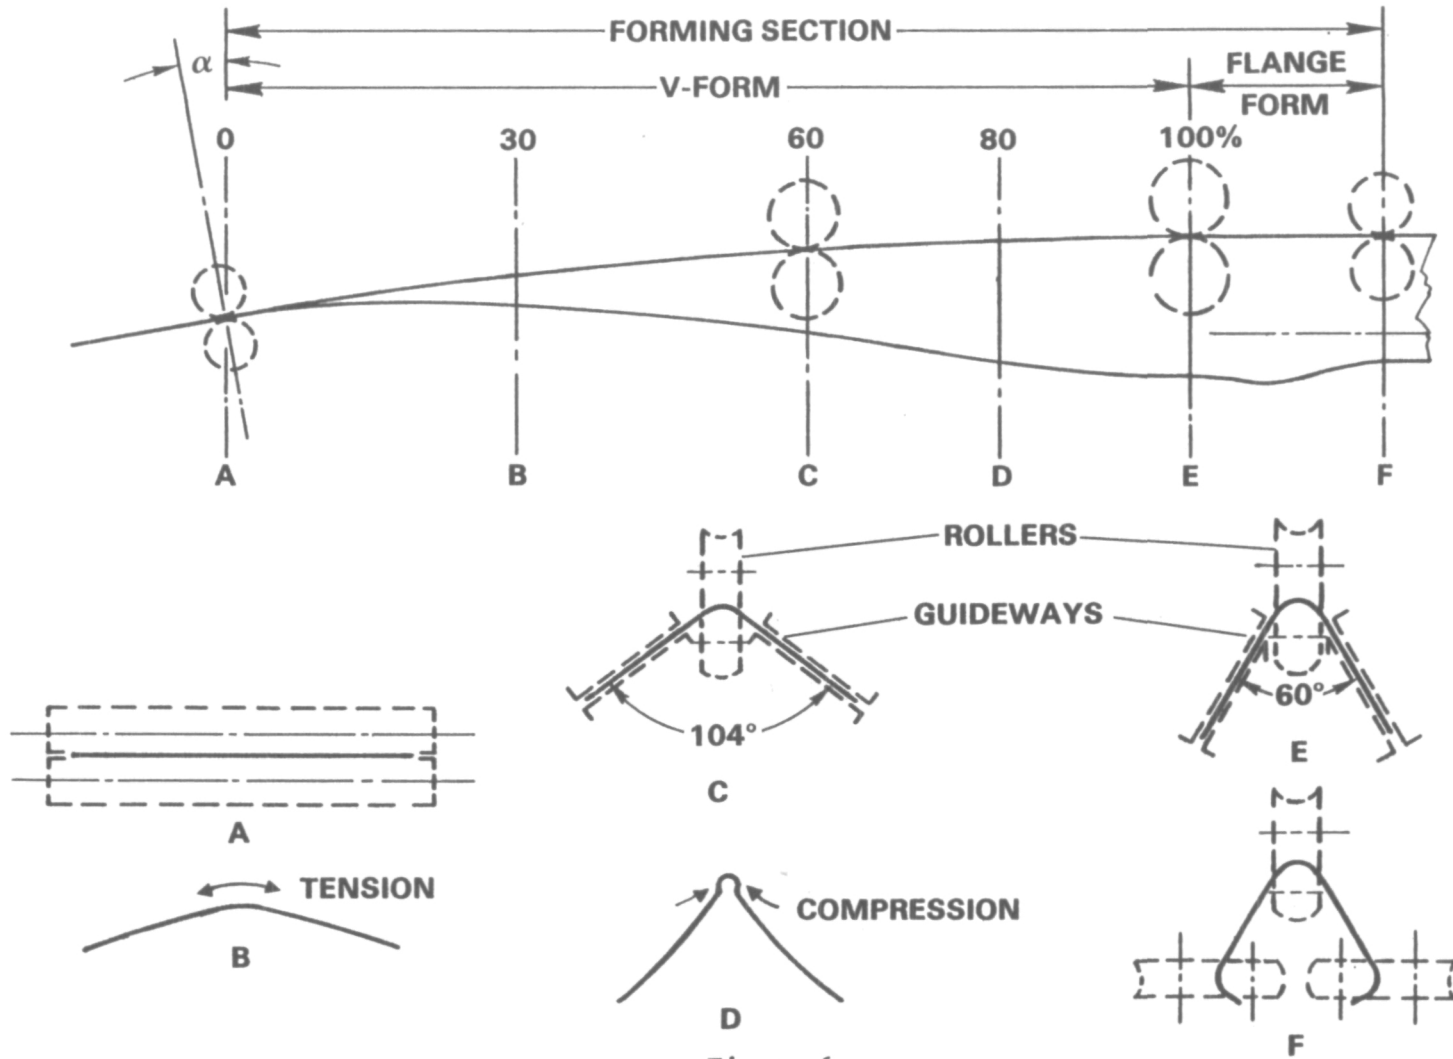 FORMING SECTION
α
V-FORM
FLANGE
FORM
0
30
60
80
100%
A
B
C
D
E
F
ROLLERS
GUIDEWAYS
104°
60°
C
E
A
TENSION
B
COMPRESSION
D
F